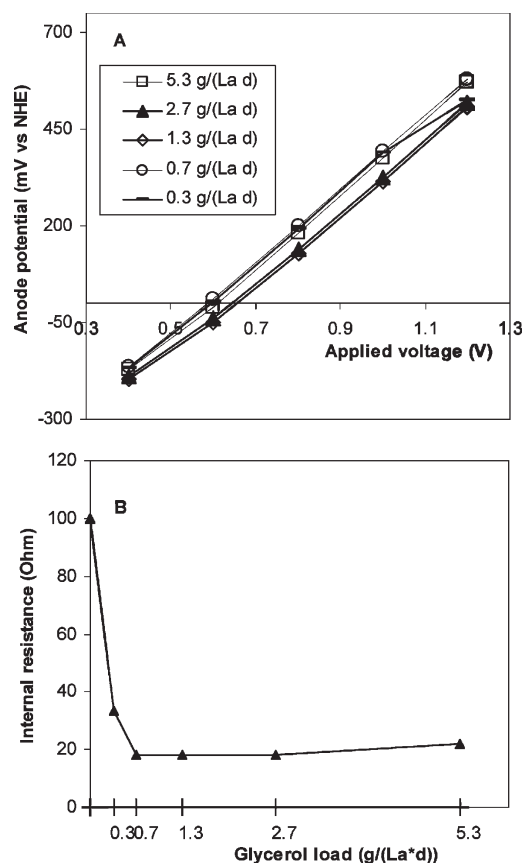 A
700
450
200
-50
-300
Anode potential (mV vs NHE)
5.3 g/(La d)
2.7 g/(La d)
1.3 g/(La d)
0.7 g/(La d)
0.3 g/(La d)
0.3 0.5 0.7 0.9 1.1 1.3
Applied voltage (V)
B
120
100
80
60
40
20
0
Internal resistance (Ohm)
0.30.7 1.3 2.7 5.3
Glycerol load (g/(La*d))